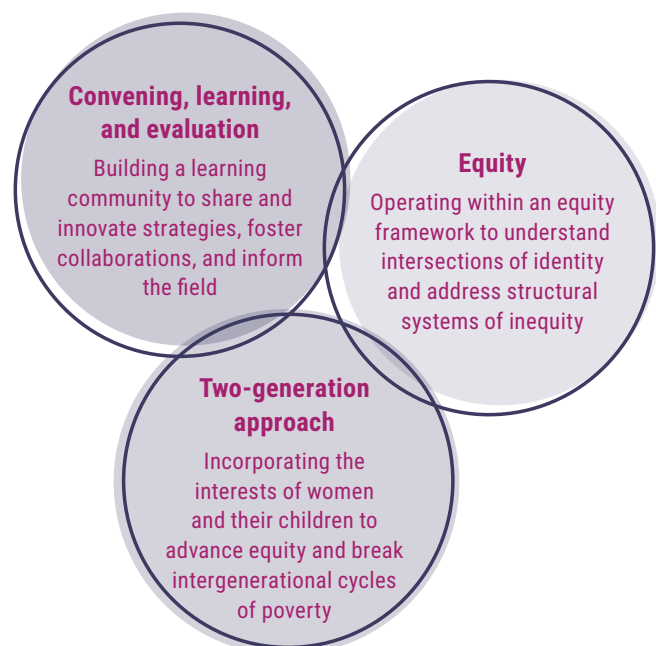 Convening, learning,
and evaluation
Building a learning
community to share and
innovate strategies, foster
collaborations, and inform
the field
Equity
Operating within an equity
framework to understand
intersections of identity
and address structural
systems of inequity
Two-generation
approach
Incorporating the
interests of women
and their children to
advance equity and break
intergenerational cycles
of poverty